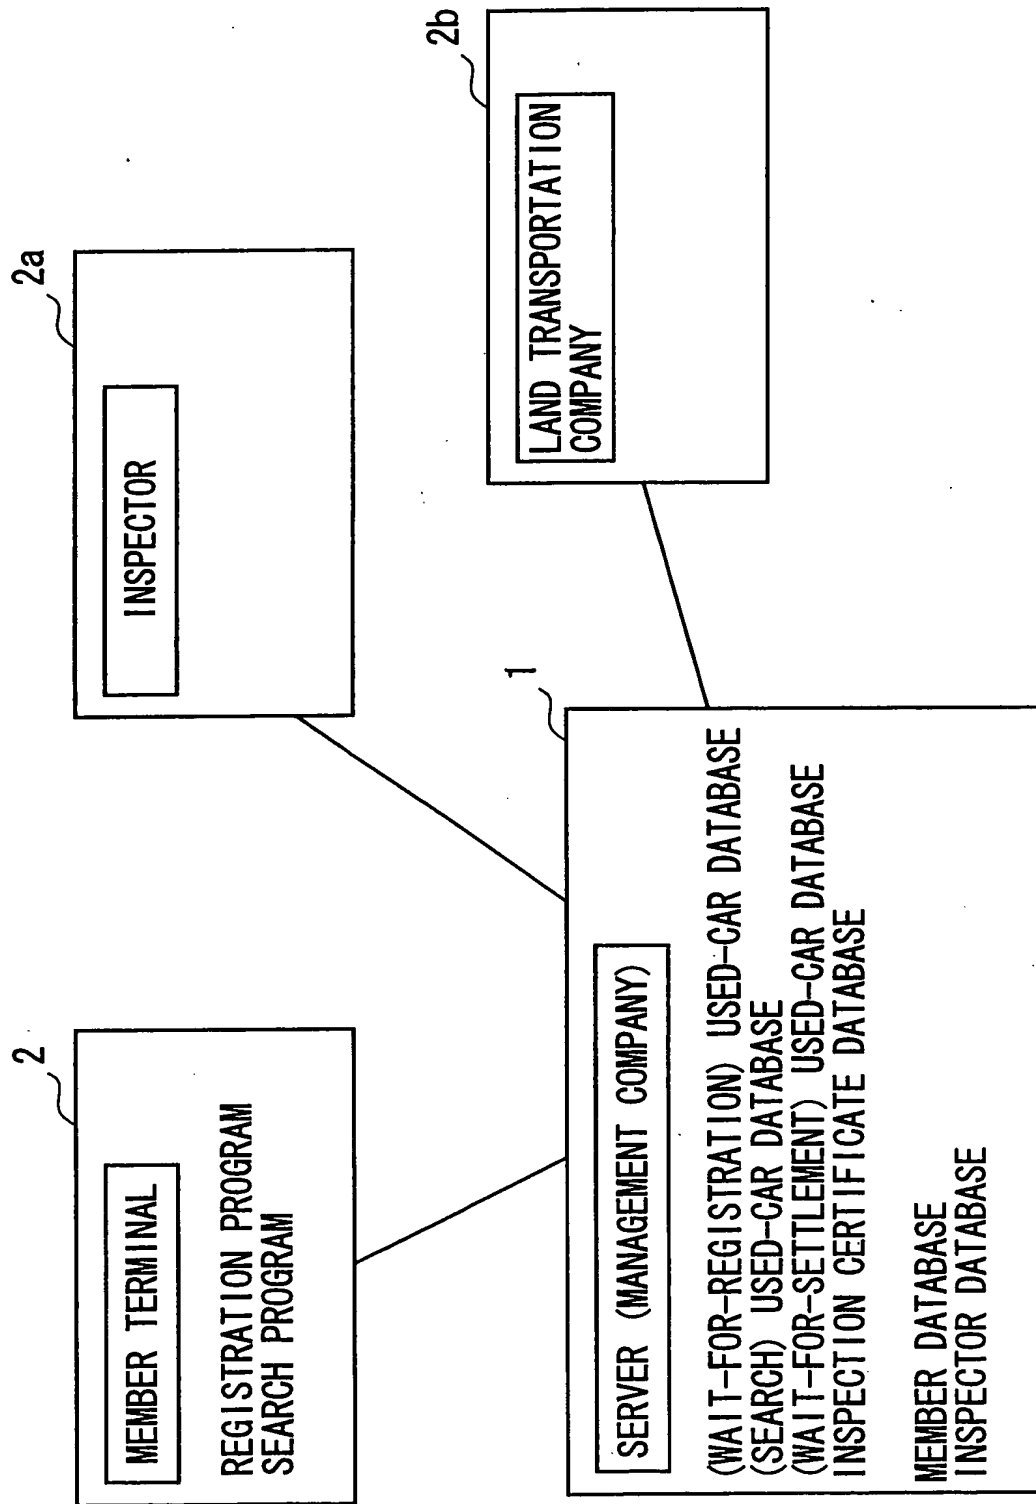 2
MEMBER TERMINAL
REGISTRATION PROGRAM
SEARCH PROGRAM
2a
INSPECTOR
2b
LAND TRANSPORTATION
COMPANY
1
SERVER (MANAGEMENT COMPANY)
(WAIT-FOR-REGISTRATION) USED-CAR DATABASE
(SEARCH) USED-CAR DATABASE
(WAIT-FOR-SETTLEMENT) USED-CAR DATABASE
INSPECTION CERTIFICATE DATABASE
MEMBER DATABASE
INSPECTOR DATABASE